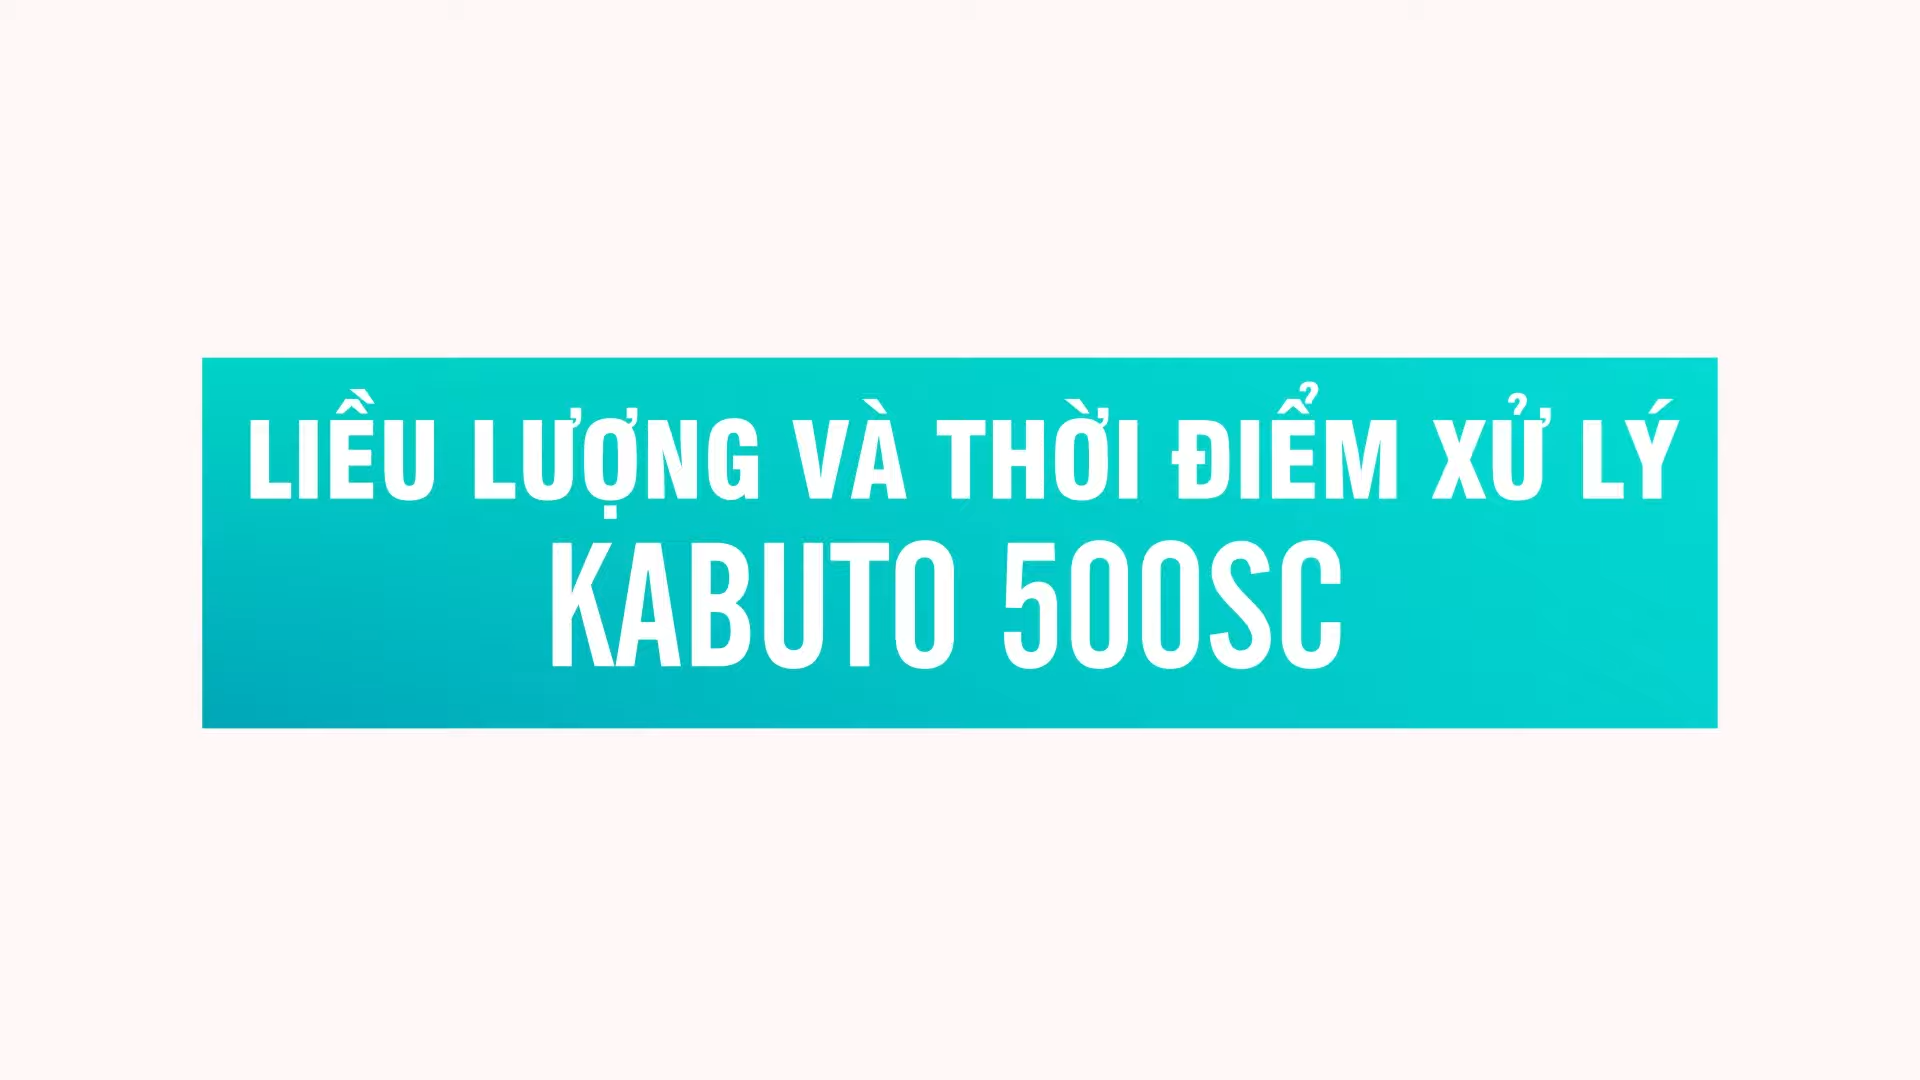 LIỀU LƯỢNG VÀ THỜI ĐIỂM XỬ LÝ
KABUTO 500SC